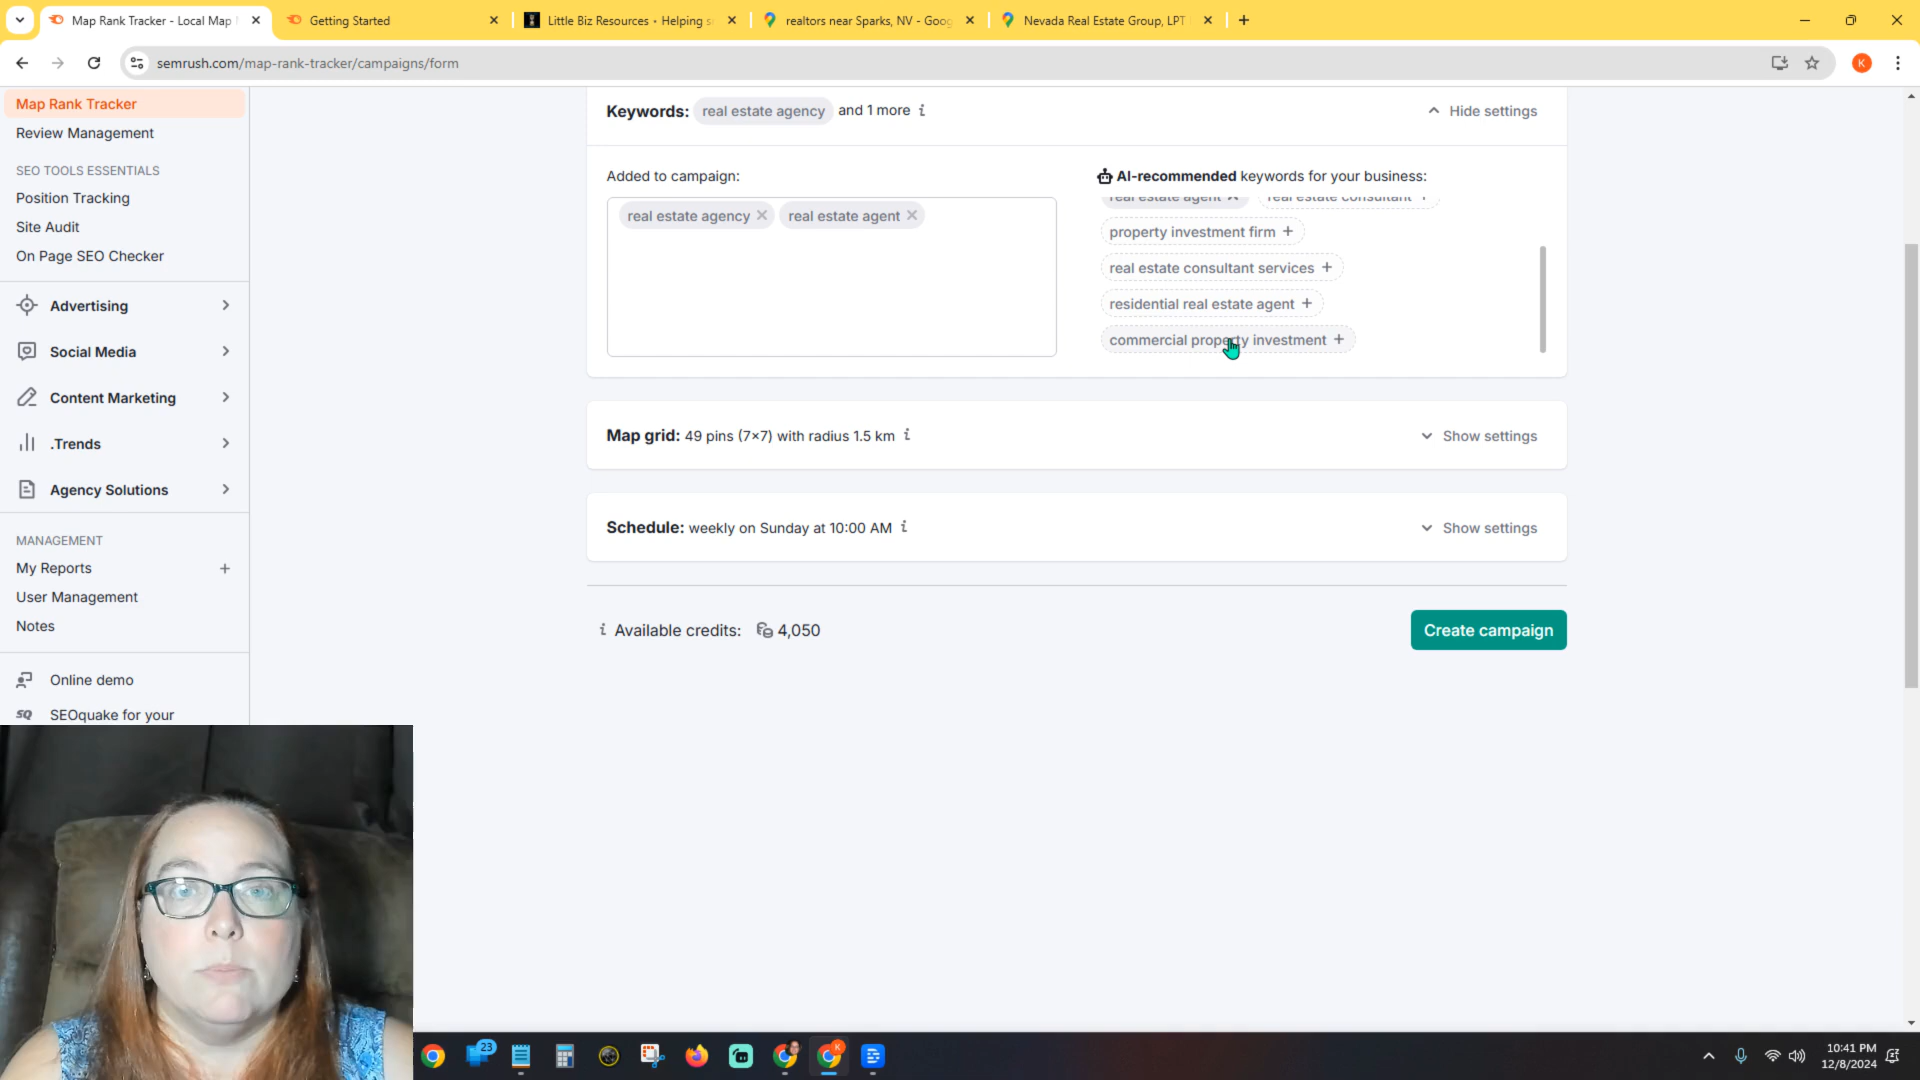 Map Rank Tracker - Local Map
Getting Started
Little Biz Resources • Helping s
realtors near Sparks, NV - Goog
Nevada Real Estate Group, LPT
semrush.com/map-rank-tracker/campaigns/form
K
Map Rank Tracker
Review Management
SEO TOOLS ESSENTIALS
Position Tracking
Site Audit
On Page SEO Checker
Advertising
Social Media
Content Marketing
.Trends
Agency Solutions
MANAGEMENT
My Reports +
User Management
Notes
Online demo
SEOquake for your
Keywords: real estate agency and 1 more i
Hide settings
Added to campaign:
real estate agency × real estate agent ×
AI-recommended keywords for your business:
real estate agent × real estate consultant +
property investment firm +
real estate consultant services +
residential real estate agent +
commercial property investment +
Map grid: 49 pins (7×7) with radius 1.5 km i
Show settings
Schedule: weekly on Sunday at 10:00 AM i
Show settings
i Available credits: 4,050
Create campaign
23
K
10:41 PM
12/8/2024